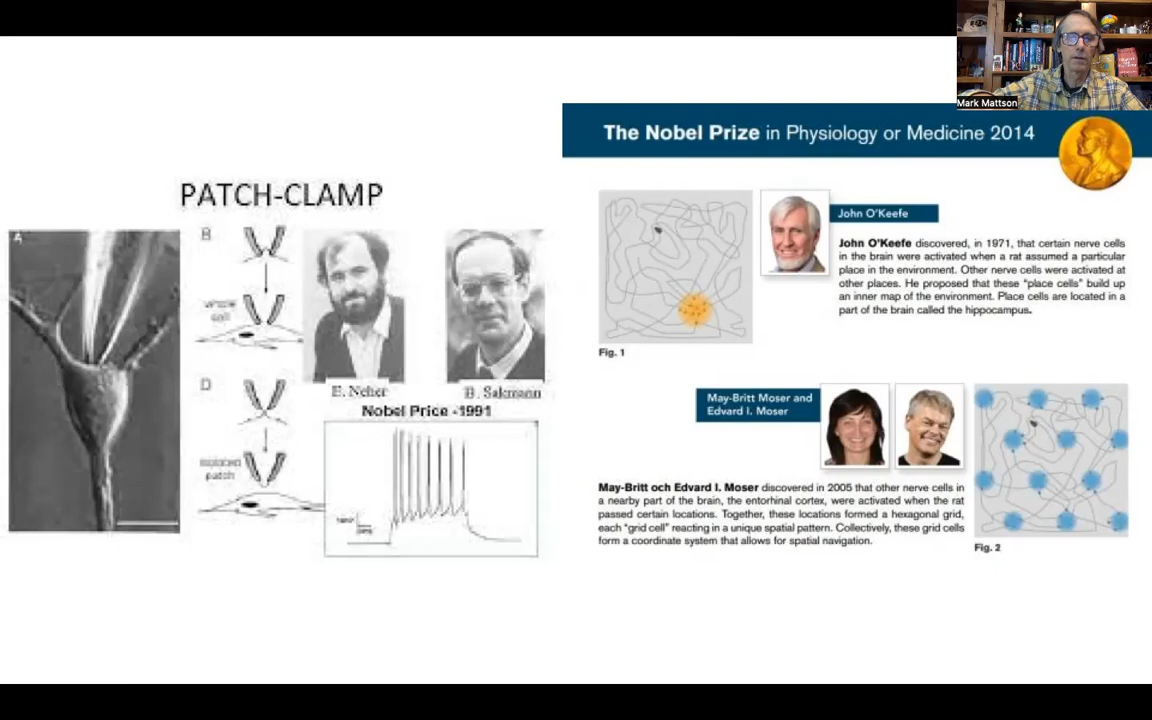 Mark Mattson
PATCH-CLAMP
A
B
whole
cell
D
isolated
patch
E. Neher
B. Sakmann
Nobel Price -1991
The Nobel Prize in Physiology or Medicine 2014
John O'Keefe
John O'Keefe discovered, in 1971, that certain nerve cells
in the brain were activated when a rat assumed a particular
place in the environment. Other nerve cells were activated at
other places. He proposed that these “place cells” build up
an inner map of the environment. Place cells are located in a
part of the brain called the hippocampus.
Fig. 1
May-Britt Moser and
Edvard I. Moser
May-Britt och Edvard I. Moser discovered in 2005 that other nerve cells in
a nearby part of the brain, the entorhinal cortex, were activated when the rat
passed certain locations. Together, these locations formed a hexagonal grid,
each “grid cell” reacting in a unique spatial pattern. Collectively, these grid cells
form a coordinate system that allows for spatial navigation.
Fig. 2